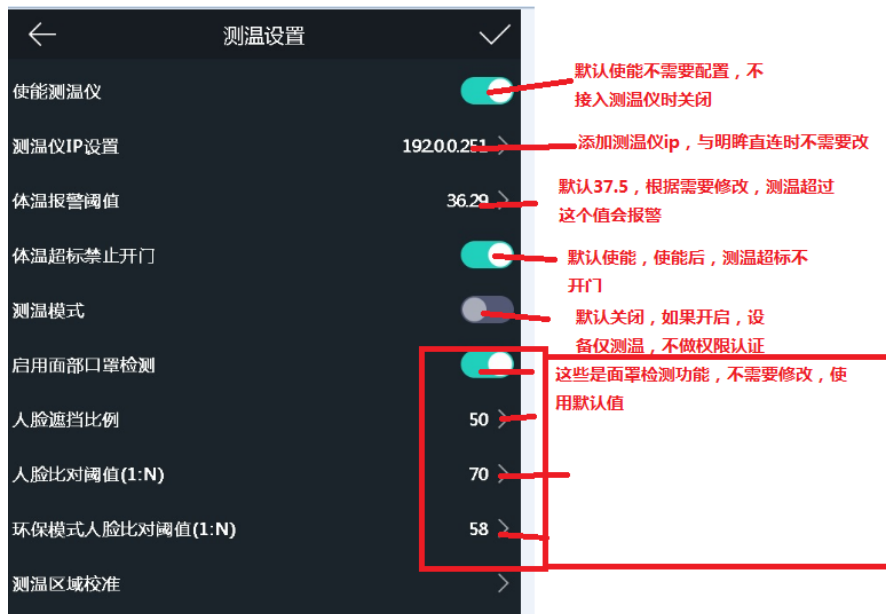 测温设置
使能测温仪
默认使能不需要配置，不
接入测温仪时关闭
测温仪IP设置
192.0.0.251
添加测温仪ip，与明眸直连时不需要改
体温报警阈值
36.29
默认37.5，根据需要修改，测温超过
这个值会报警
体温超标禁止开门
默认使能，使能后，测温超标不
开门
测温模式
默认关闭，如果开启，设
备仅测温，不做权限认证
启用面部口罩检测
这些是面罩检测功能，不需要修改，使
用默认值
人脸遮挡比例
50
人脸比对阈值(1:N)
70
环保模式人脸比对阈值(1:N)
58
测温区域校准